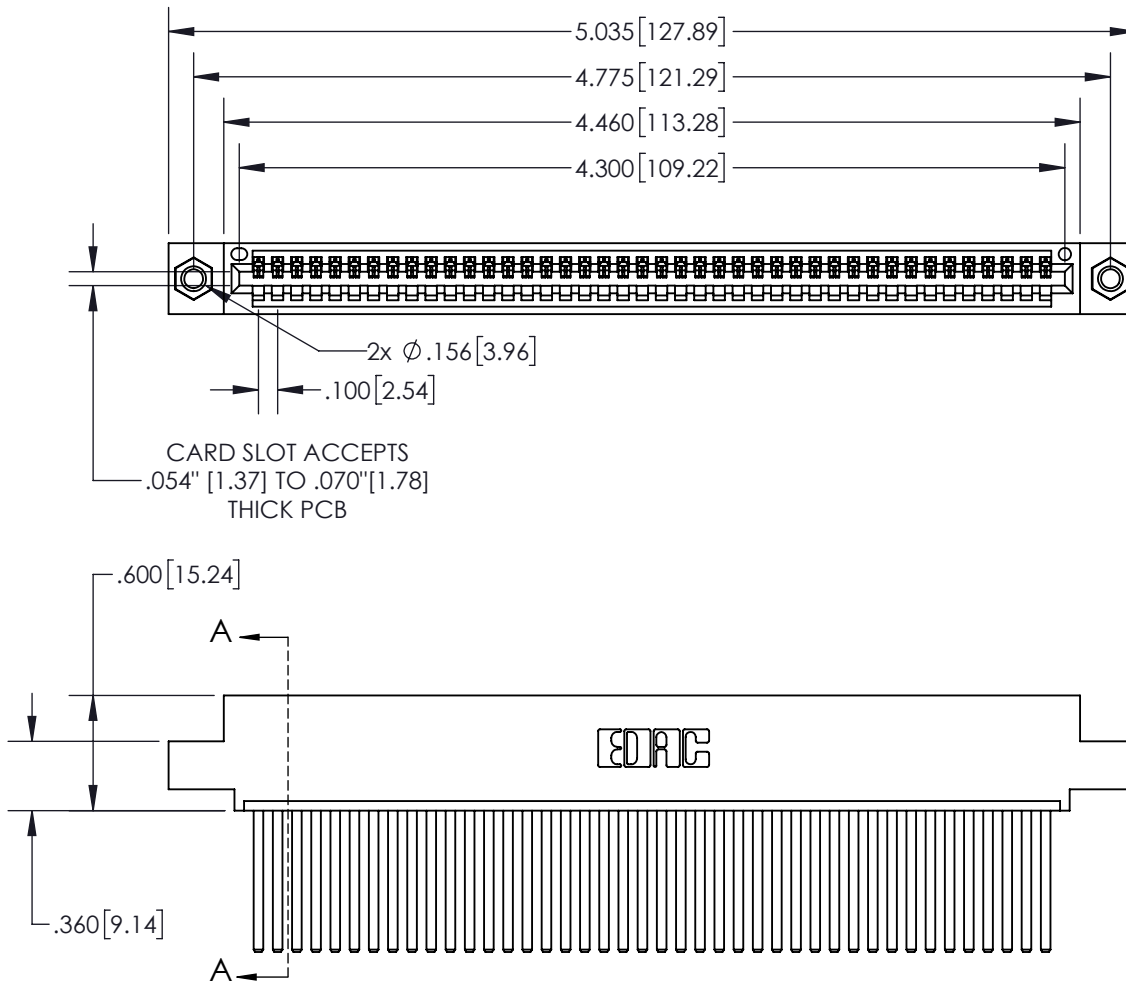 5.035[127.89]
4.775[121.29]
4.460[113.28]
4.300[109.22]
2x Ø.156[3.96]
.100[2.54]
CARD SLOT ACCEPTS
.054" [1.37] TO .070"[1.78]
THICK PCB
.600[15.24]
A
EDAC
.360[9.14]
A